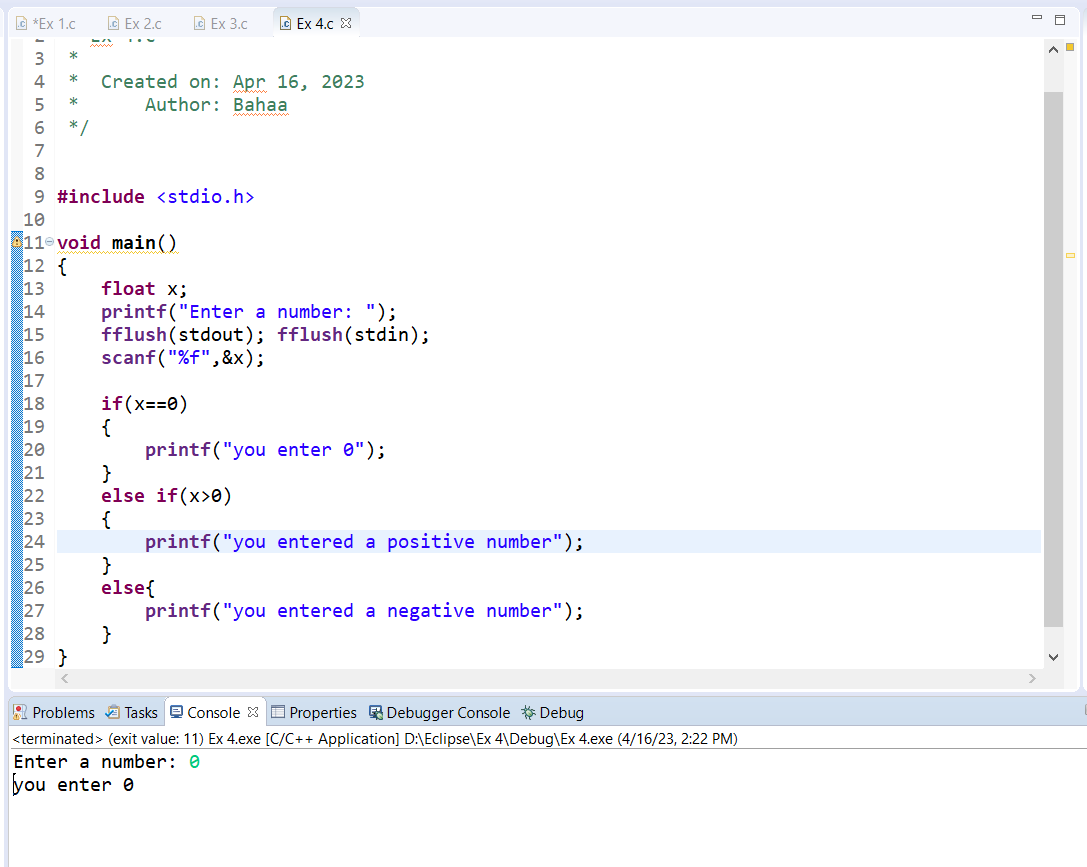 *Ex 1.c Ex 2.c Ex 3.c Ex 4.c
2 Ex 4.c
3 *
4 *  Created on: Apr 16, 2023
5 *      Author: Bahaa
6 */
7
8
9 #include <stdio.h>
10
11 void main()
12 {
13     float x;
14     printf("Enter a number: ");
15     fflush(stdout); fflush(stdin);
16     scanf("%f",&x);
17
18     if(x==0)
19     {
20         printf("you enter 0");
21     }
22     else if(x>0)
23     {
24         printf("you entered a positive number");
25     }
26     else{
27         printf("you entered a negative number");
28     }
29 }
Problems Tasks Console Properties Debugger Console Debug
<terminated> (exit value: 11) Ex 4.exe [C/C++ Application] D:\Eclipse\Ex 4\Debug\Ex 4.exe (4/16/23, 2:22 PM)
Enter a number: 0
you enter 0